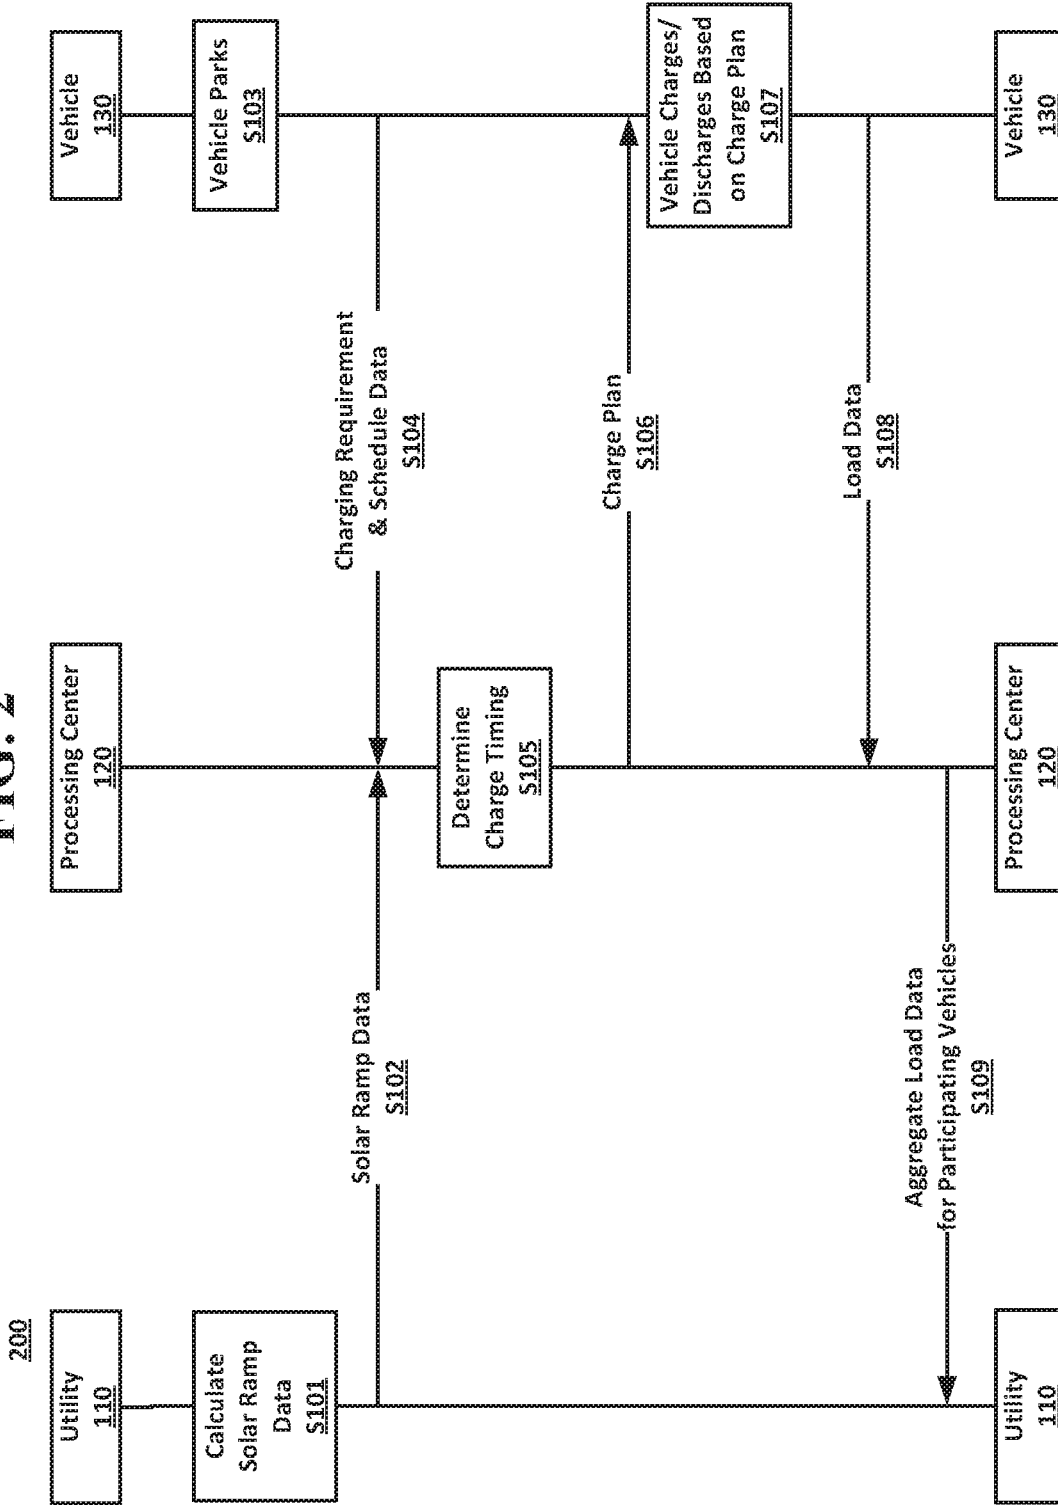 FIG. 2
200
Utility
110
Processing Center
120
Vehicle
130
Calculate
Solar Ramp
Data
S101
Vehicle Parks
S103
Solar Ramp Data
S102
Charging Requirement
& Schedule Data
S104
Determine
Charge Timing
S105
Charge Plan
S106
Vehicle Charges/
Discharges Based
on Charge Plan
S107
Load Data
S108
Aggregate Load Data
for Participating Vehicles
S109
Utility
110
Processing Center
120
Vehicle
130